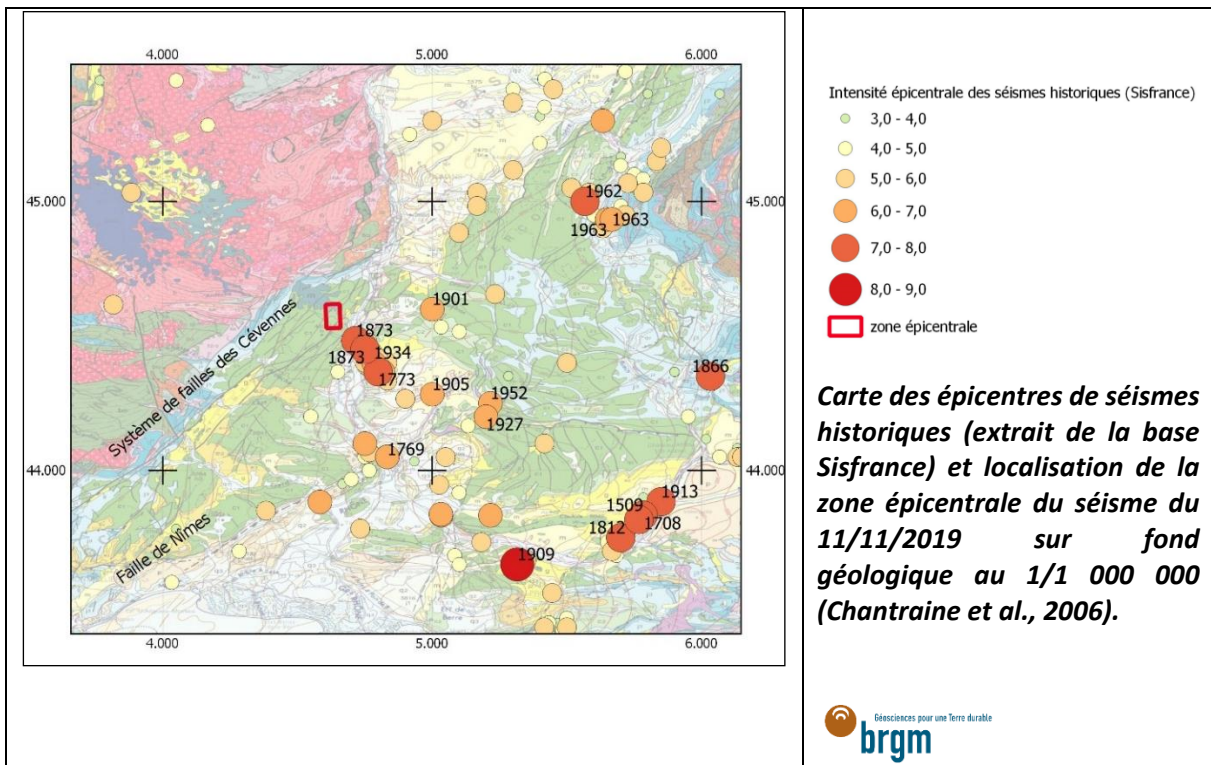 4.000
5.000
6.000
45.000
45.000
44.000
44.000
1962
1963
1963
1901
1873
1873
1934
1773
1866
1905
1952
1927
1769
1913
1509
1708
1812
1909
Système de failles des Cévennes
Faille de Nîmes
4.000
5.000
6.000
Intensité épicentrale des séismes historiques (Sisfrance)
3,0 - 4,0
4,0 - 5,0
5,0 - 6,0
6,0 - 7,0
7,0 - 8,0
8,0 - 9,0
zone épicentrale
Carte des épicentres de séismes
historiques (extrait de la base
Sisfrance) et localisation de la
zone épicentrale du séisme du
11/11/2019 sur fond
géologique au 1/1 000 000
(Chantraine et al., 2006).
Géosciences pour une Terre durable
brgm